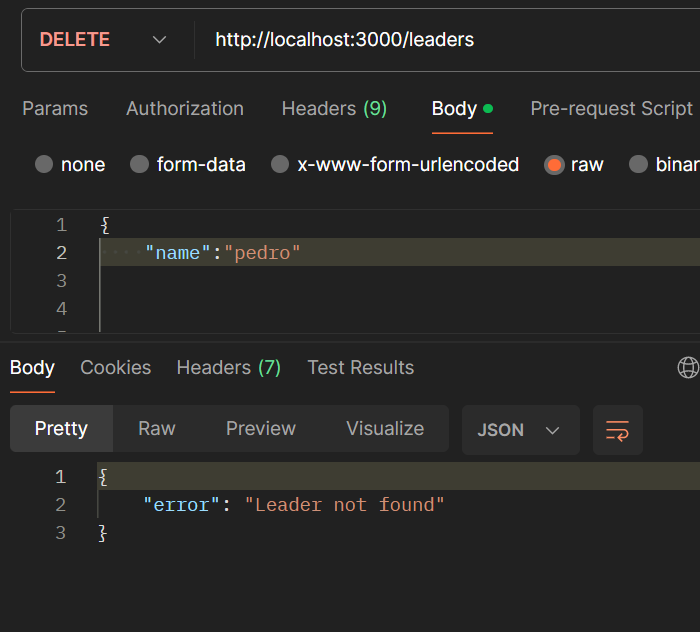 DELETE http://localhost:3000/leaders
Params Authorization Headers (9) Body Pre-request Script
none form-data x-www-form-urlencoded raw binar
1 {
2 "name":"pedro"
3
4
Body Cookies Headers (7) Test Results
Pretty Raw Preview Visualize JSON
1 {
2 "error": "Leader not found"
3 }